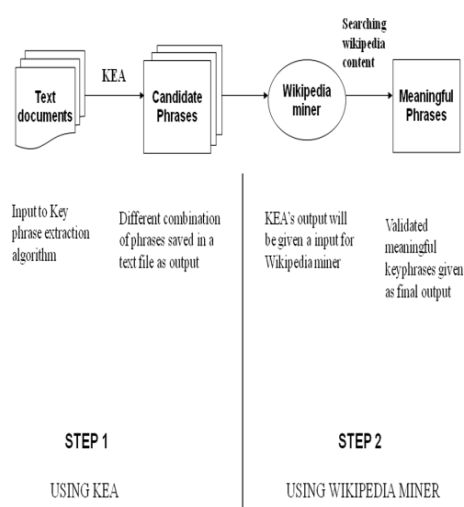 Searching
wikipedia
content
KEA
Text
documents
Candidate
Phrases
Wikipedia
miner
Meaningful
Phrases
Input to Key
phrase extraction
algorithm
Different combination
of phrases saved in a
text file as output
KEA's output will
be given a input for
Wikipedia miner
Validated
meaningful
keyphrases given
as final output
STEP 1
USING KEA
STEP 2
USING WIKIPEDIA MINER